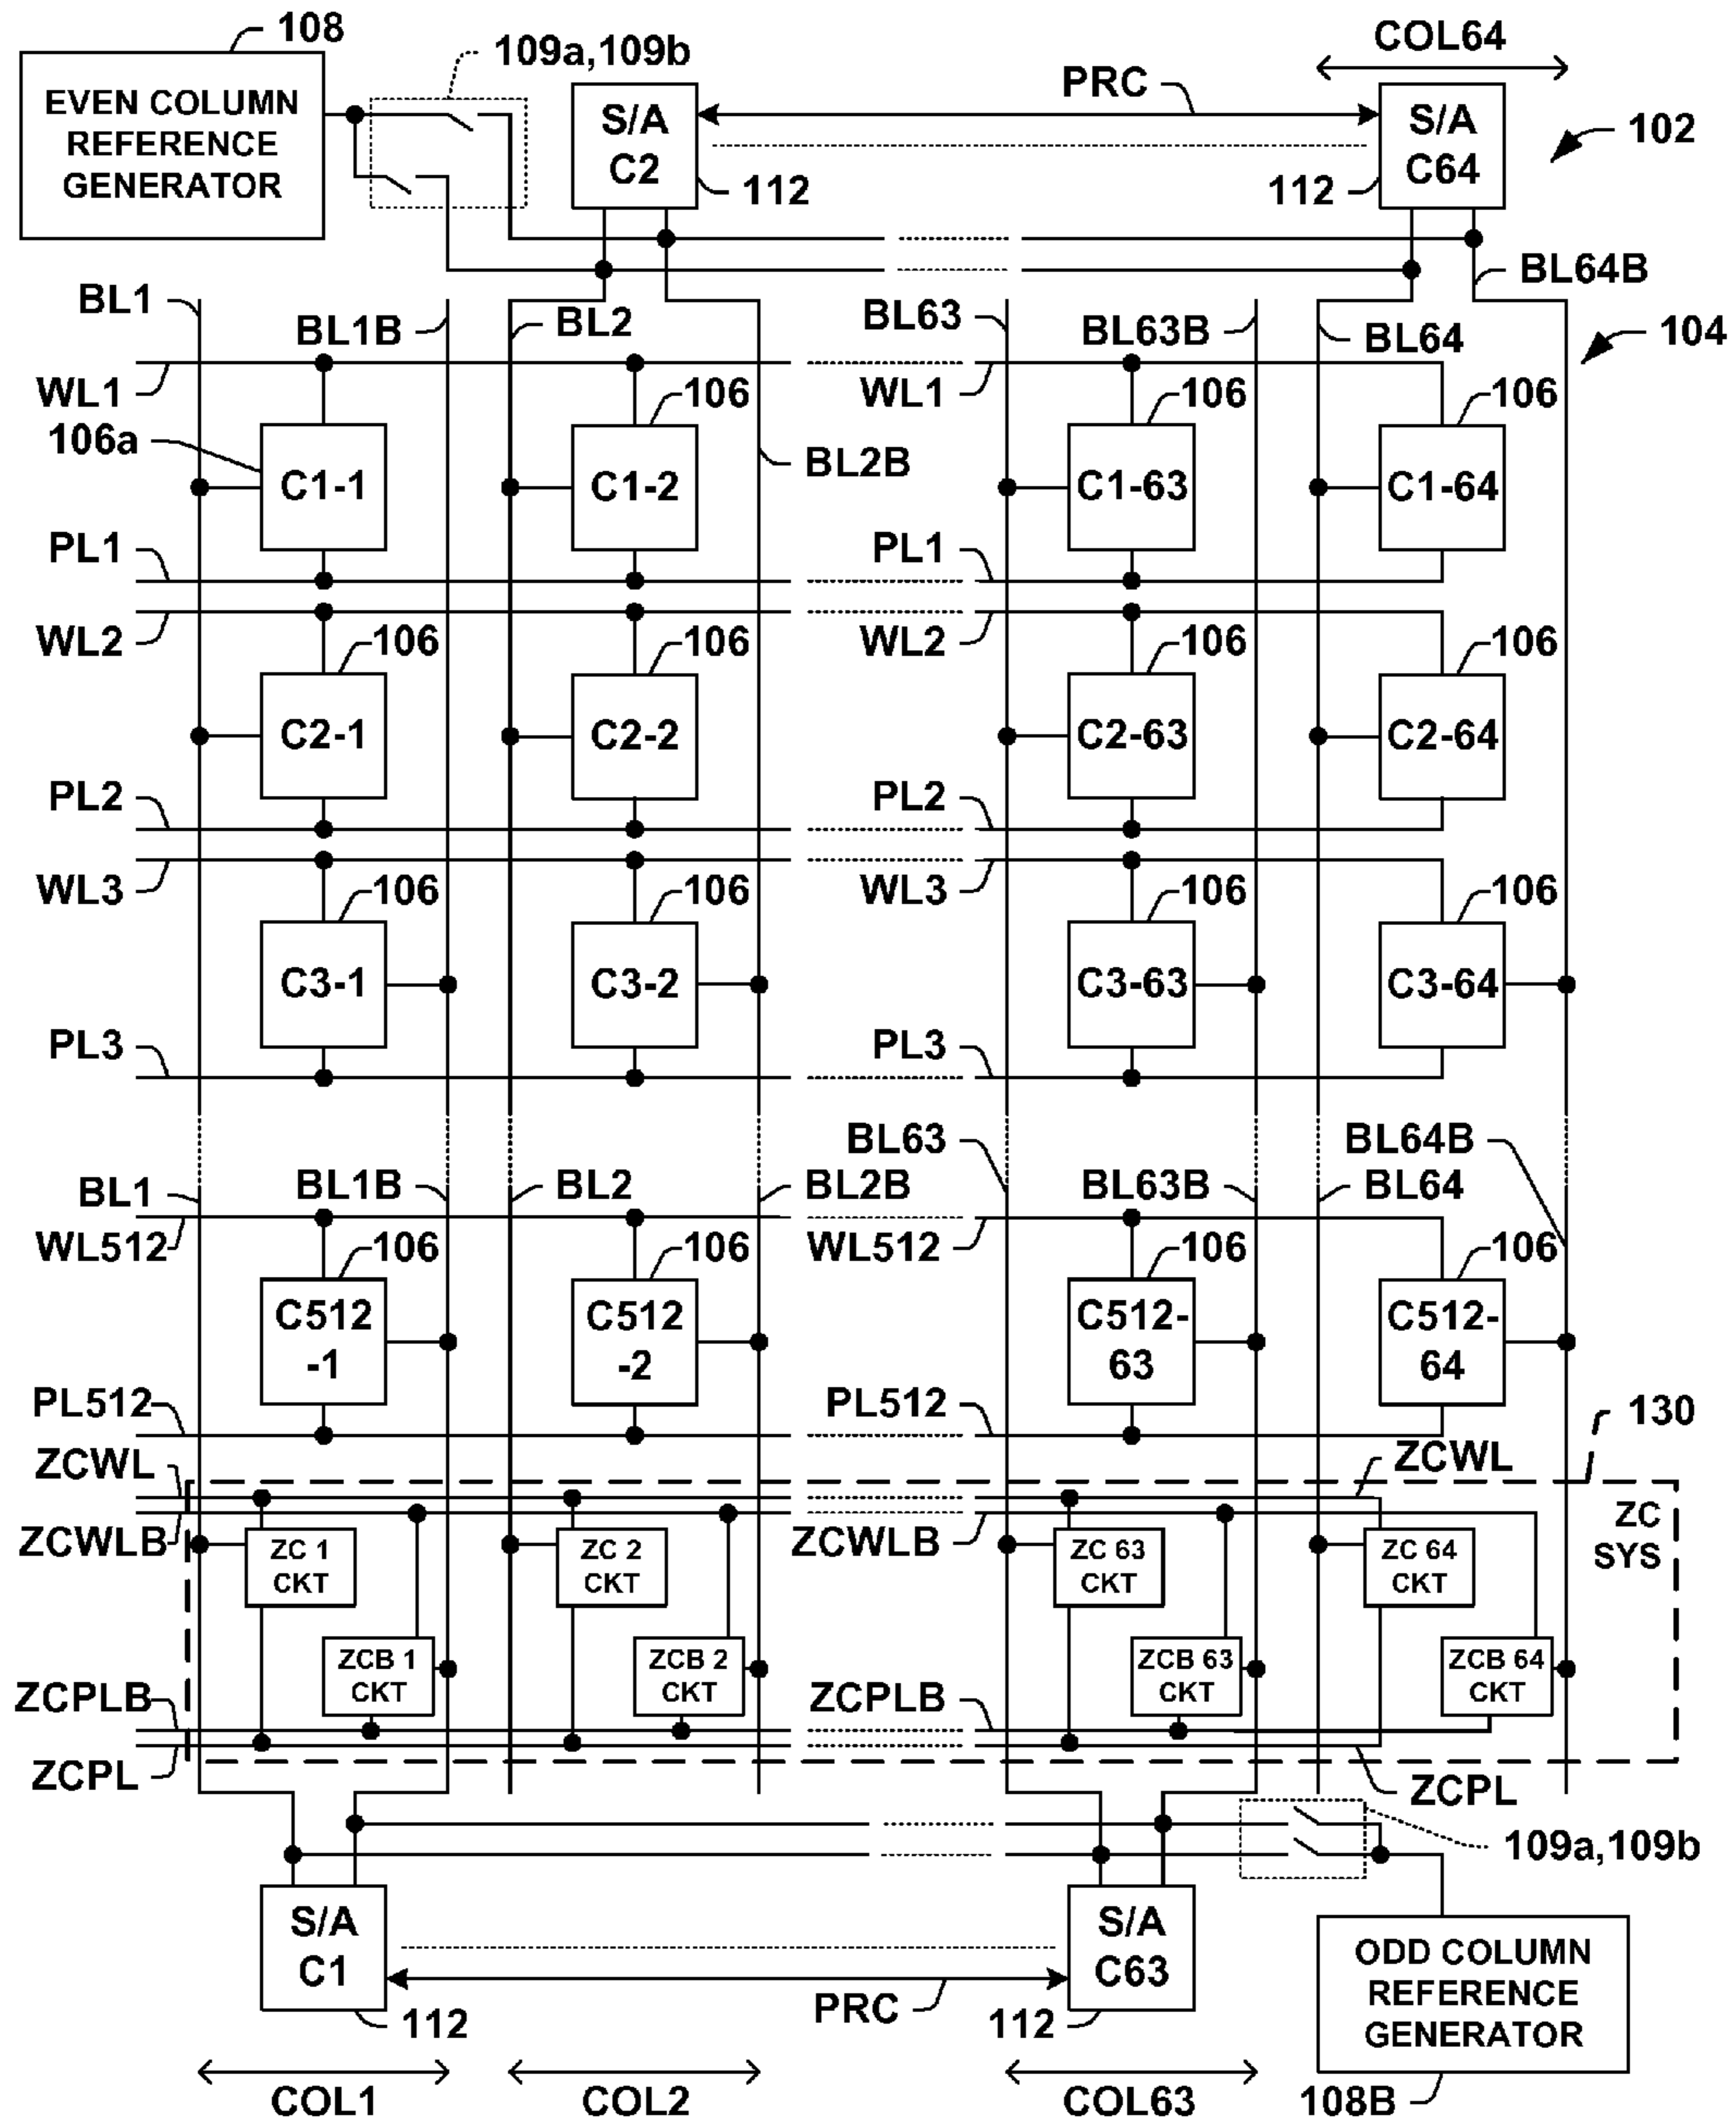 108
109a,109b
COL64
EVEN COLUMN
REFERENCE
GENERATOR
S/A
C2
PRC
S/A
C64
102
112
112
BL64B
BL1
BL1B
BL2
BL63
BL63B
BL64
104
WL1
106
WL1
106
106
106a
C1-1
C1-2
BL2B
C1-63
C1-64
PL1
PL1
WL2
106
106
WL2
106
106
C2-1
C2-2
C2-63
C2-64
PL2
PL2
WL3
106
106
WL3
106
106
C3-1
C3-2
C3-63
C3-64
PL3
PL3
BL63
BL64B
BL1
BL1B
BL2
BL2B
BL63B
BL64
WL512
106
106
WL512
106
106
C512
-1
C512
-2
C512-
63
C512-
64
PL512
PL512
130
ZCWL
ZCWL
ZC
SYS
ZCWLB
ZCWLB
ZC 1
CKT
ZC 2
CKT
ZC 63
CKT
ZC 64
CKT
ZCB 1
CKT
ZCB 2
CKT
ZCB 63
CKT
ZCB 64
CKT
ZCPLB
ZCPLB
ZCPL
ZCPL
109a,109b
S/A
C1
S/A
C63
PRC
112
112
ODD COLUMN
REFERENCE
GENERATOR
COL1
COL2
COL63
108B